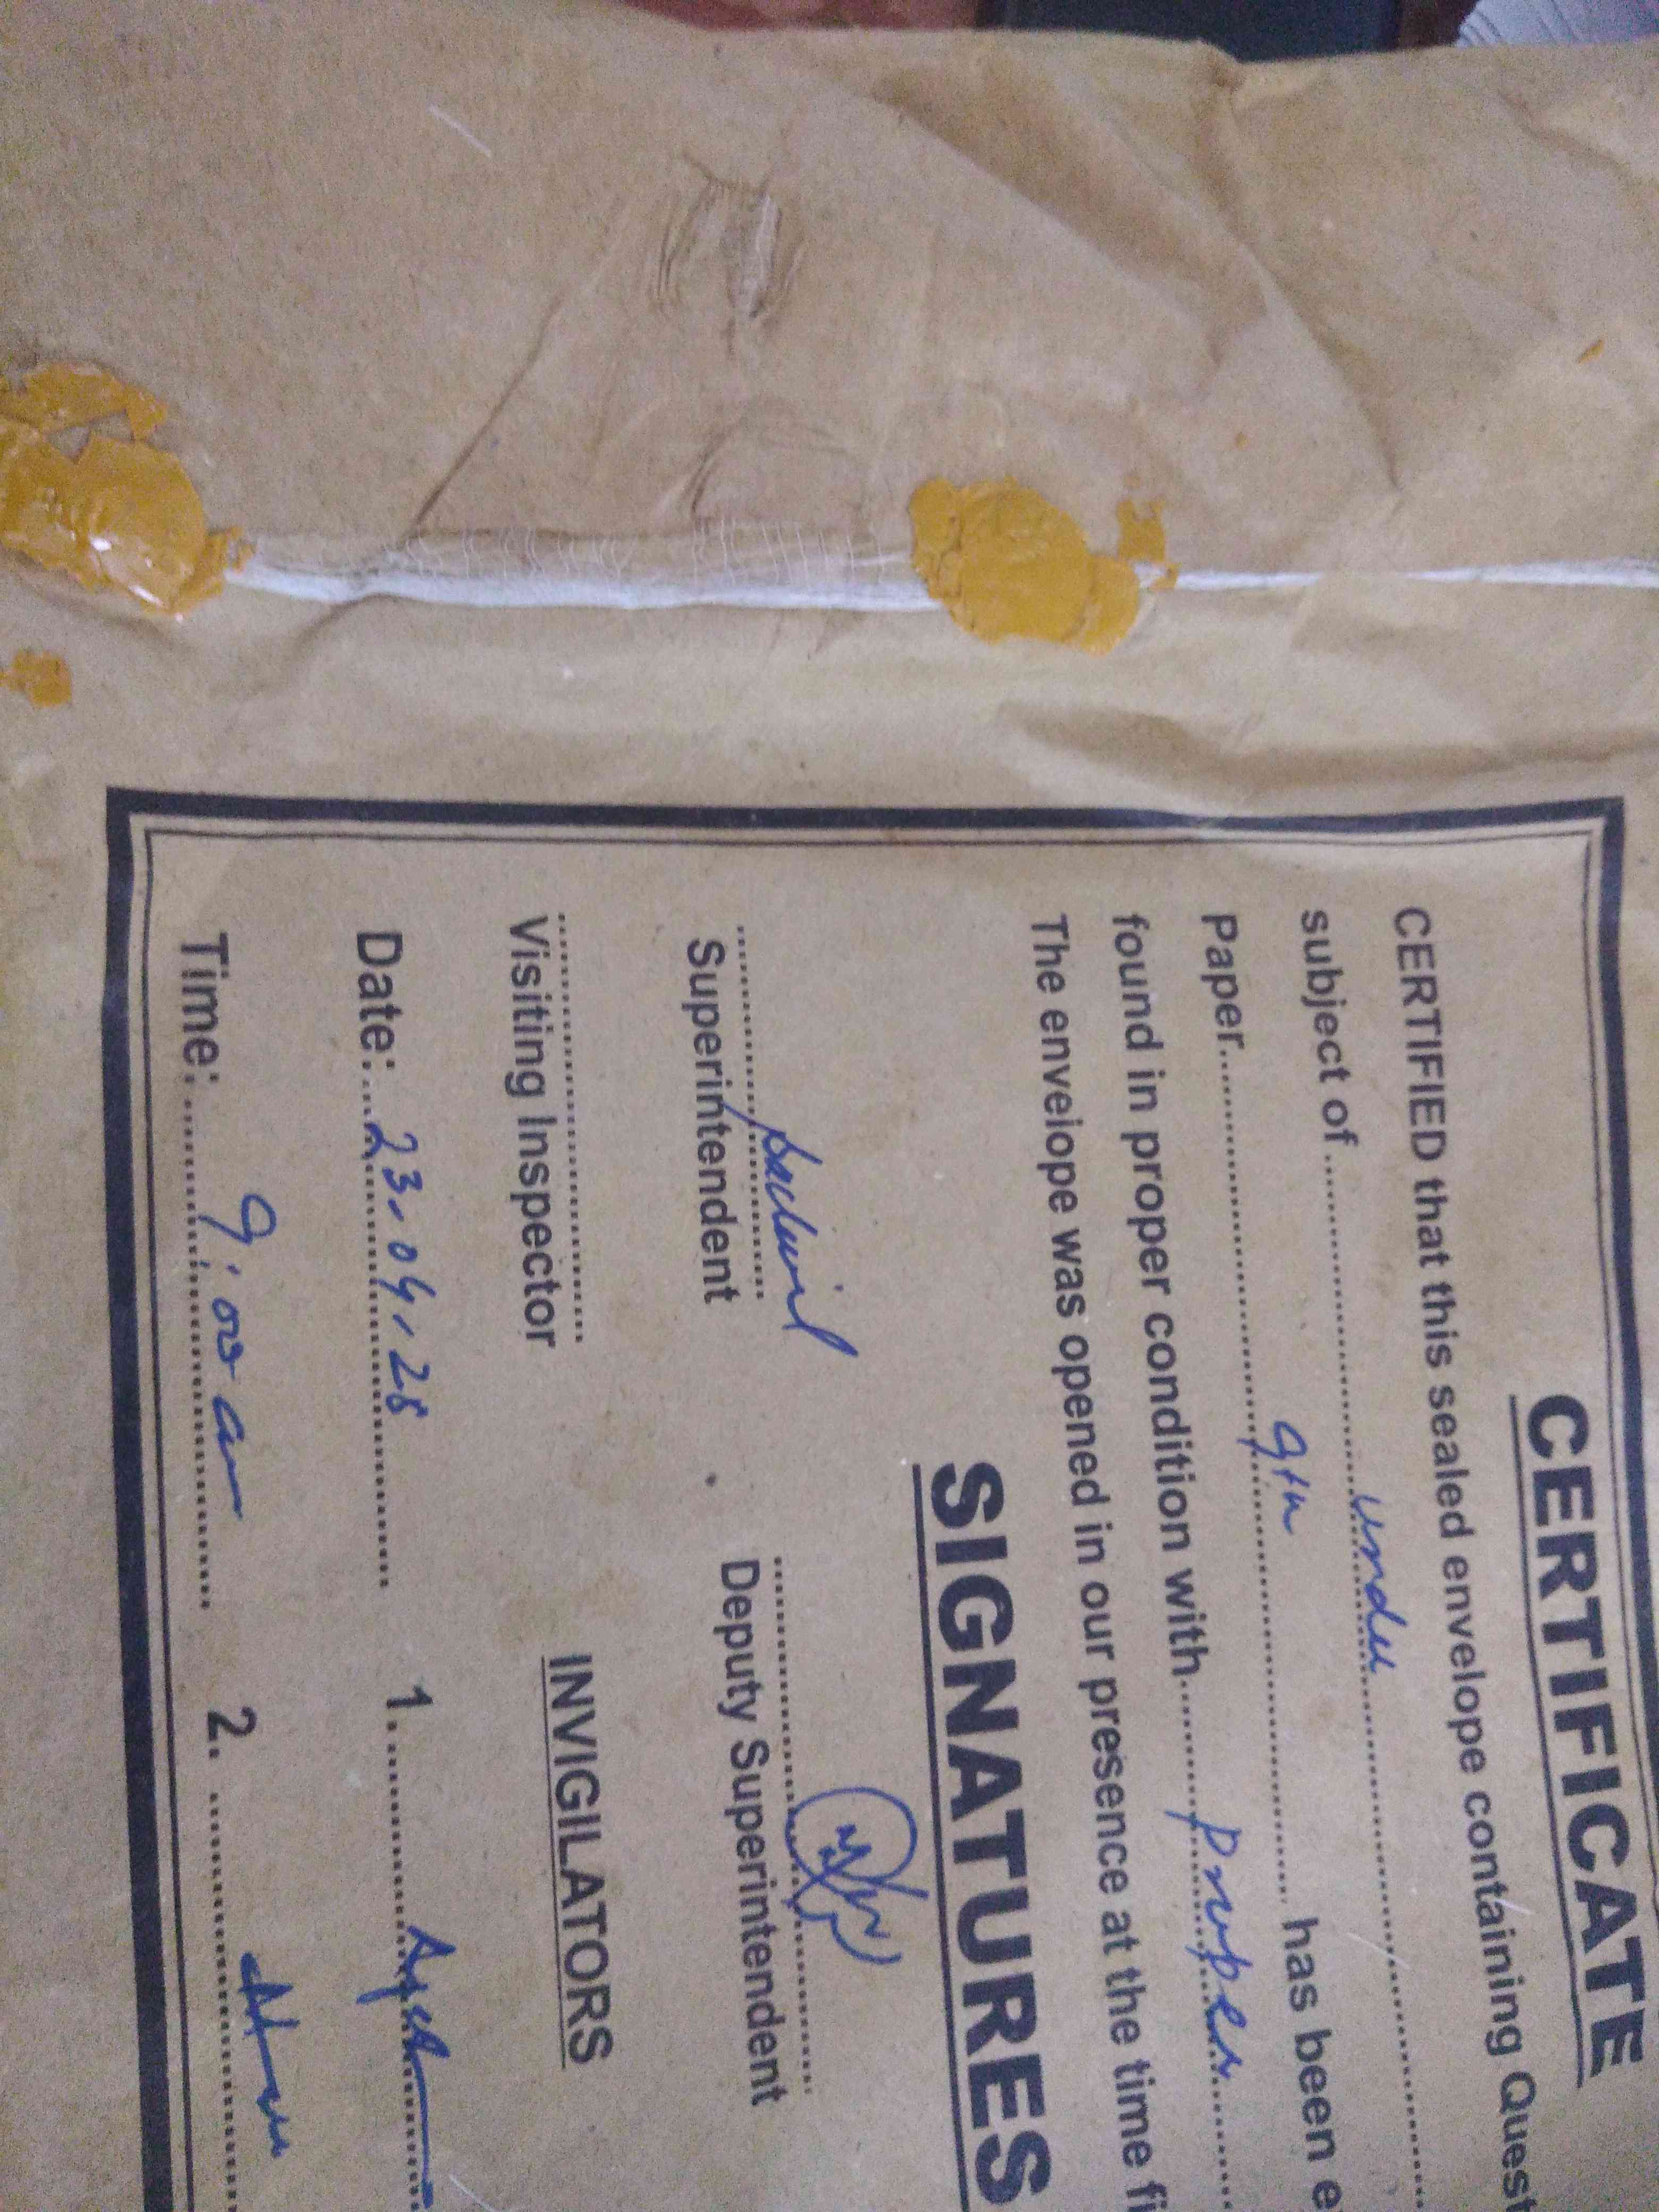 CERTIFICATE
CERTIFIED that this sealed envelope containing Quest
subject of ........ Urdu ........
Paper ........ 9th ........ has been e
found in proper condition with ........ Proper ........
The envelope was opened in our presence at the time fi
SIGNATURES
Superintendent Deputy Superintendent
Visiting Inspector INVIGILATORS
Date: 23.04.28 1.
Time: 9:00 am 2.